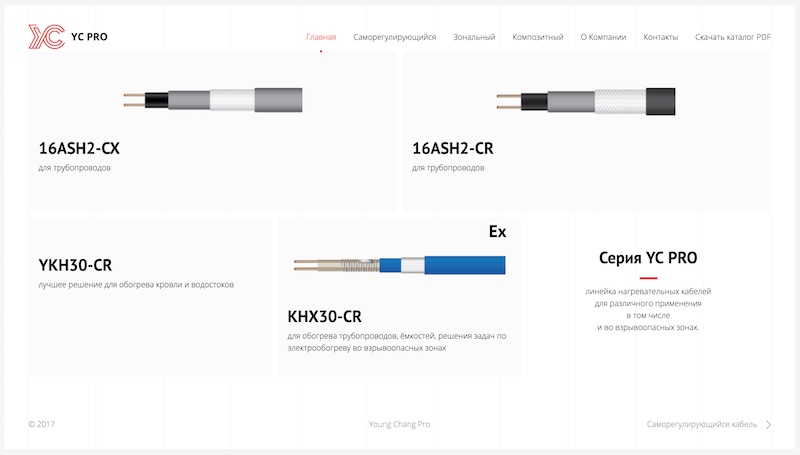 YC PRO
Главная Саморегулирующийся Зональный Композитный О Компании Контакты Скачать каталог PDF
16ASH2-CX
для трубопроводов
16ASH2-CR
для трубопроводов
YKH30-CR
лучшее решение для обогрева кровли и водостоков
Ex
KHX30-CR
для обогрева трубопроводов, ёмкостей, решения задач по
электрообогреву во взрывоопасных зонах
Серия YC PRO
линейка нагревательных кабелей
для различного применения
в том числе
и во взрывоопасных зонах.
© 2017
Young Chang Pro
Саморегулирующийся кабель